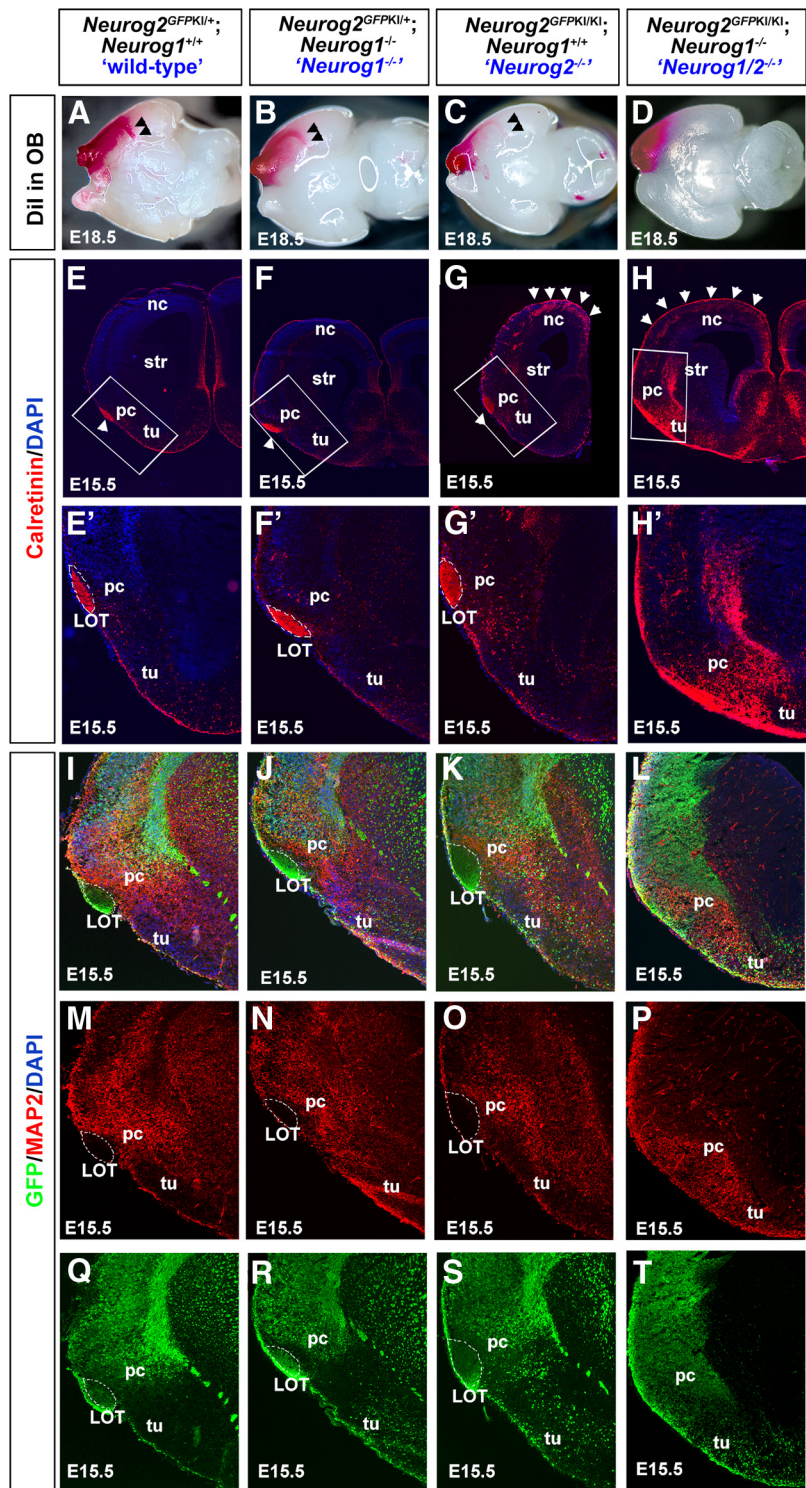 Neurog2GFPKI/+;
Neurog1+/+
‘wild-type’
Neurog2GFPKI/+;
Neurog1-/-
‘Neurog1-/-’
Neurog2GFPKI/KI;
Neurog1+/+
‘Neurog2-/-’
Neurog2GFPKI/KI;
Neurog1-/-
‘Neurog1/2-/-’
DiI in OB
A
E18.5
B
E18.5
C
E18.5
D
E18.5
Calretinin/DAPI
E
nc
str
pc
tu
E15.5
F
nc
str
pc
tu
E15.5
G
nc
str
pc
tu
E15.5
H
nc
str
pc
tu
E15.5
E’
pc
LOT
tu
E15.5
F’
pc
LOT
tu
E15.5
G’
pc
LOT
tu
E15.5
H’
pc
tu
E15.5
GFP/MAP2/DAPI
I
pc
LOT
tu
E15.5
J
pc
LOT
tu
E15.5
K
pc
LOT
tu
E15.5
L
pc
tu
E15.5
M
pc
LOT
tu
E15.5
N
pc
LOT
tu
E15.5
O
pc
LOT
tu
E15.5
P
pc
tu
E15.5
Q
pc
LOT
tu
E15.5
R
pc
LOT
tu
E15.5
S
pc
LOT
tu
E15.5
T
pc
tu
E15.5